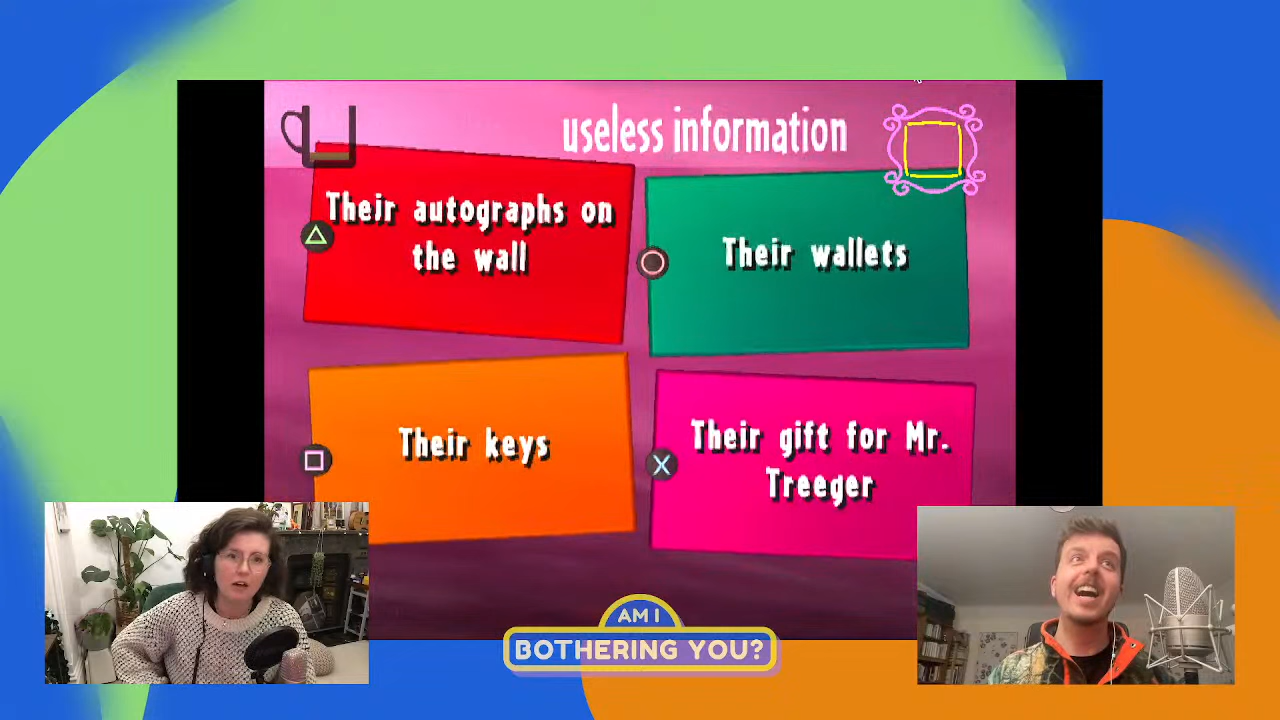 useless information
Their autographs on
the wall
Their wallets
Their keys
Their gift for Mr.
Treeger
AM I
BOTHERING YOU?